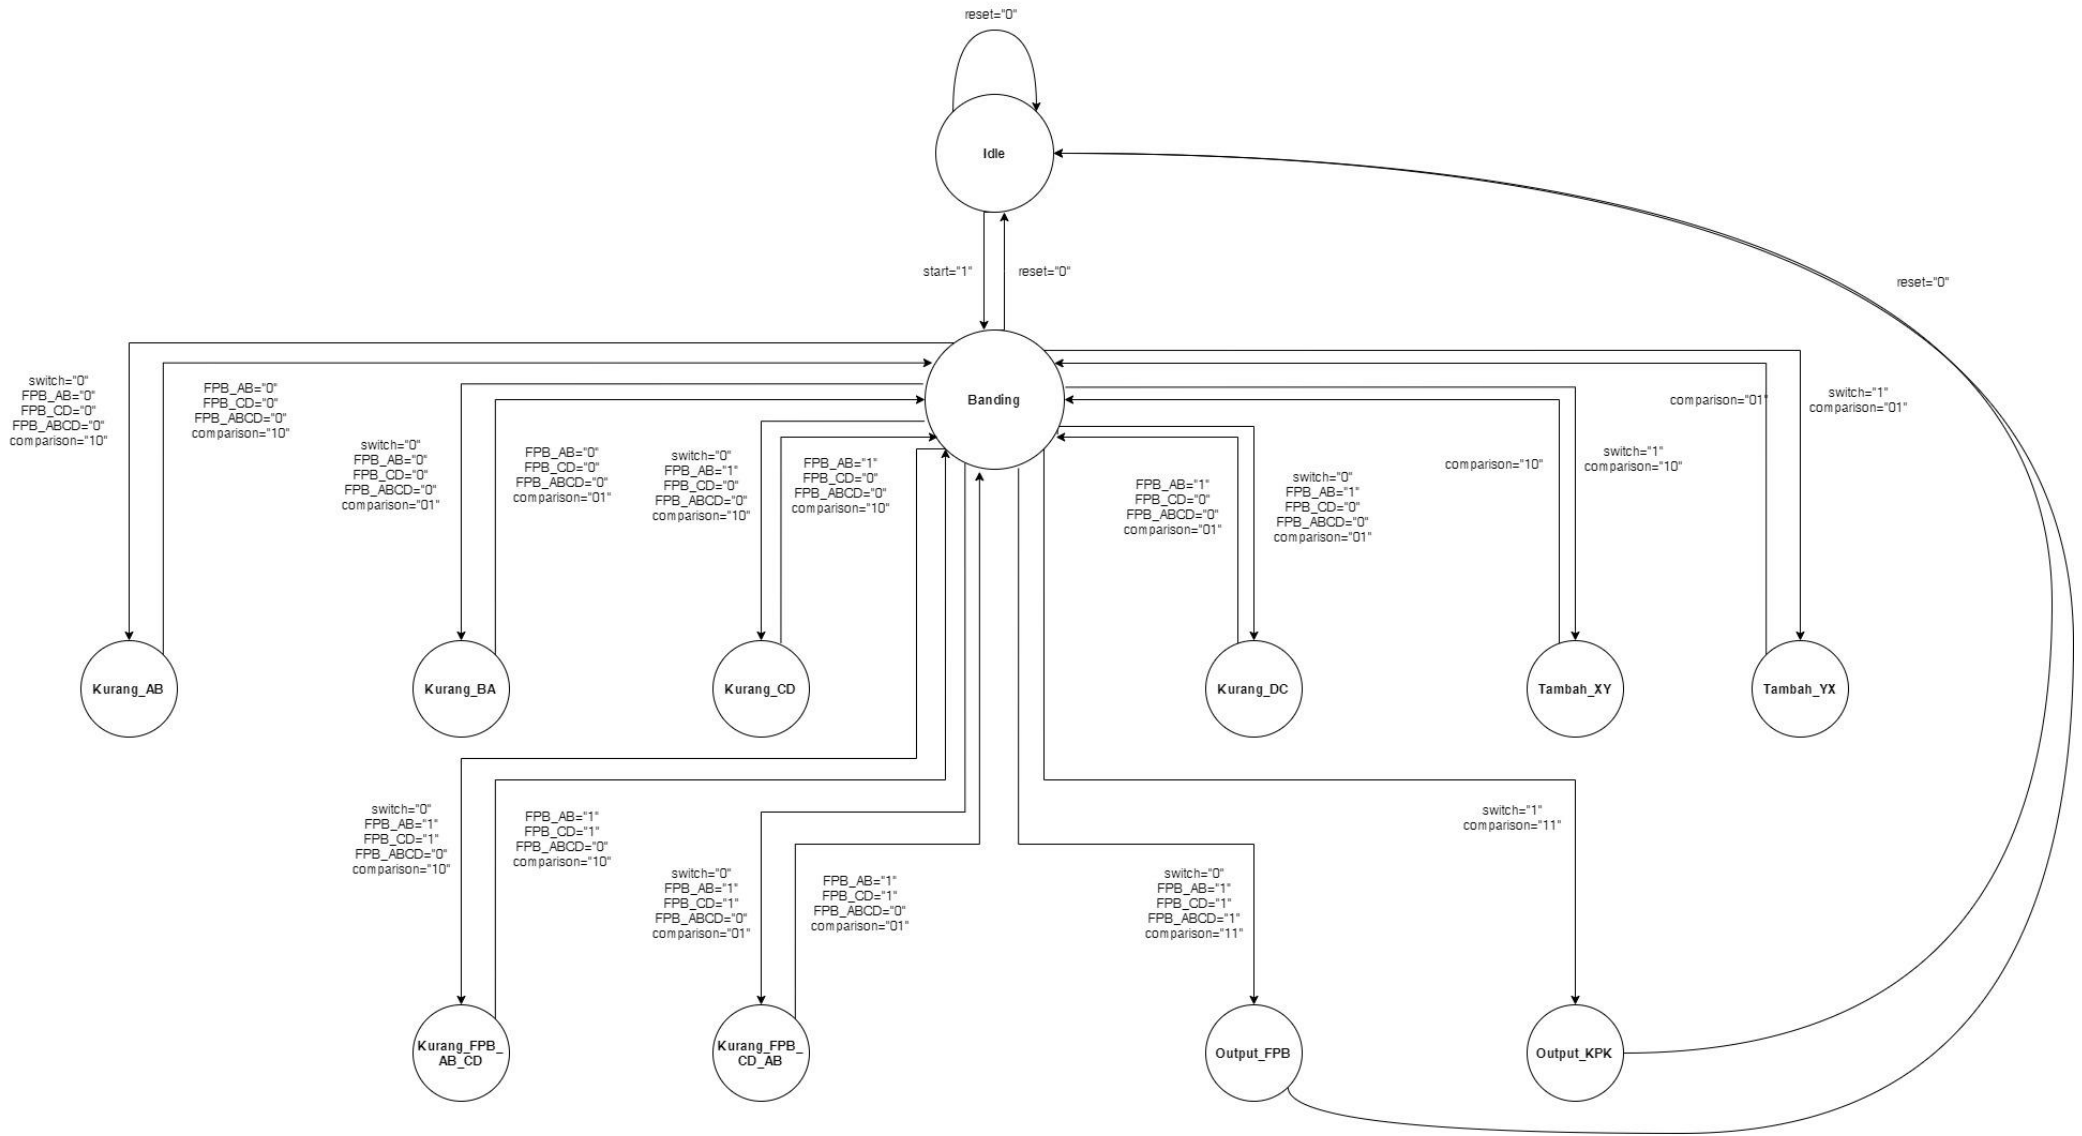 reset="0"
Idle
start="1"
reset="0"
reset="0"
Banding
switch="0"
FPB_AB="0"
FPB_CD="0"
FPB_ABCD="0"
comparison="10"
FPB_AB="0"
FPB_CD="0"
FPB_ABCD="0"
comparison="10"
switch="0"
FPB_AB="0"
FPB_CD="0"
FPB_ABCD="0"
comparison="01"
FPB_AB="0"
FPB_CD="0"
FPB_ABCD="0"
comparison="01"
switch="0"
FPB_AB="1"
FPB_CD="0"
FPB_ABCD="0"
comparison="10"
FPB_AB="1"
FPB_CD="0"
FPB_ABCD="0"
comparison="10"
FPB_AB="1"
FPB_CD="0"
FPB_ABCD="0"
comparison="01"
switch="0"
FPB_AB="1"
FPB_CD="0"
FPB_ABCD="0"
comparison="01"
comparison="10"
switch="1"
comparison="10"
comparison="01"
switch="1"
comparison="01"
Kurang_AB
Kurang_BA
Kurang_CD
Kurang_DC
Tambah_XY
Tambah_YX
switch="0"
FPB_AB="1"
FPB_CD="1"
FPB_ABCD="0"
comparison="10"
FPB_AB="1"
FPB_CD="1"
FPB_ABCD="0"
comparison="10"
switch="0"
FPB_AB="1"
FPB_CD="1"
FPB_ABCD="0"
comparison="01"
FPB_AB="1"
FPB_CD="1"
FPB_ABCD="0"
comparison="01"
switch="0"
FPB_AB="1"
FPB_CD="1"
FPB_ABCD="1"
comparison="11"
switch="1"
comparison="11"
Kurang_FPB_
AB_CD
Kurang_FPB_
CD_AB
Output_FPB
Output_KPK